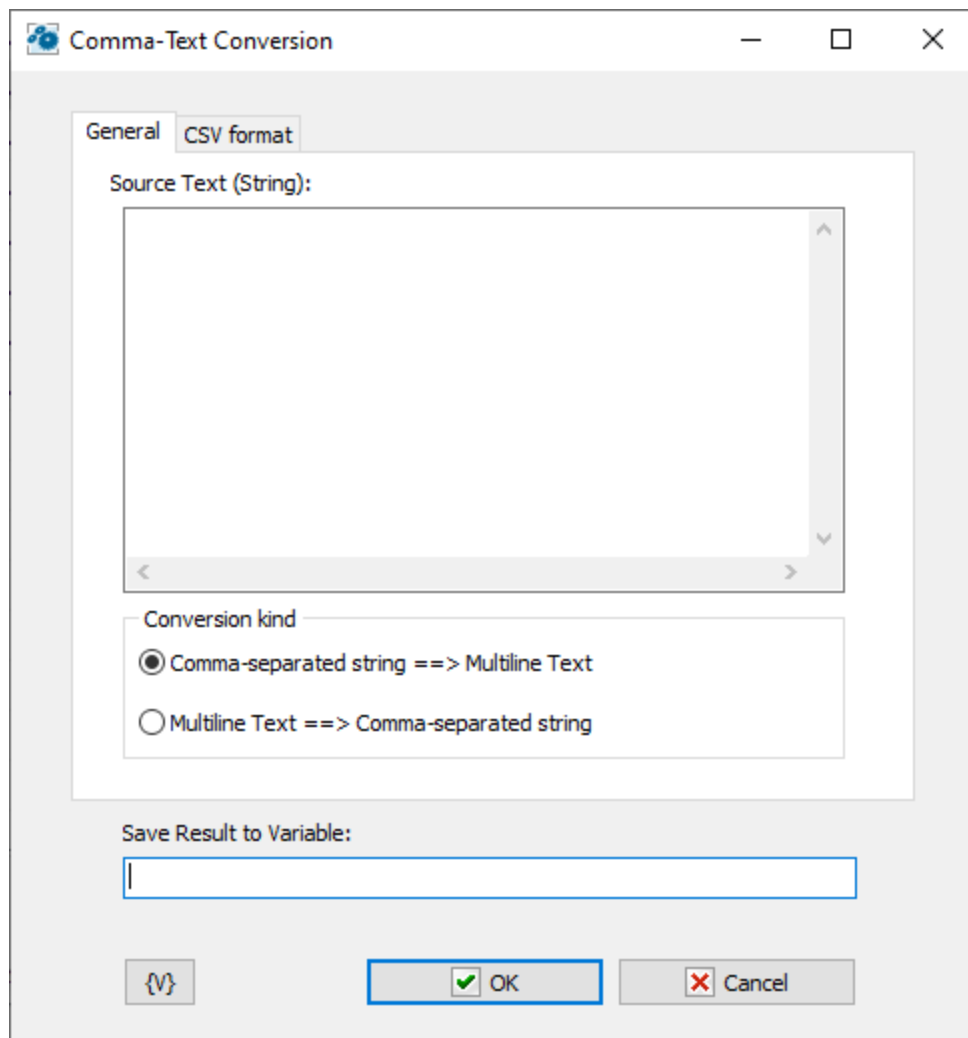 Comma-Text Conversion
General
CSV format
Source Text (String):
Conversion kind
Comma-separated string ==> Multiline Text
Multiline Text ==> Comma-separated string
Save Result to Variable:
{V}
OK
Cancel